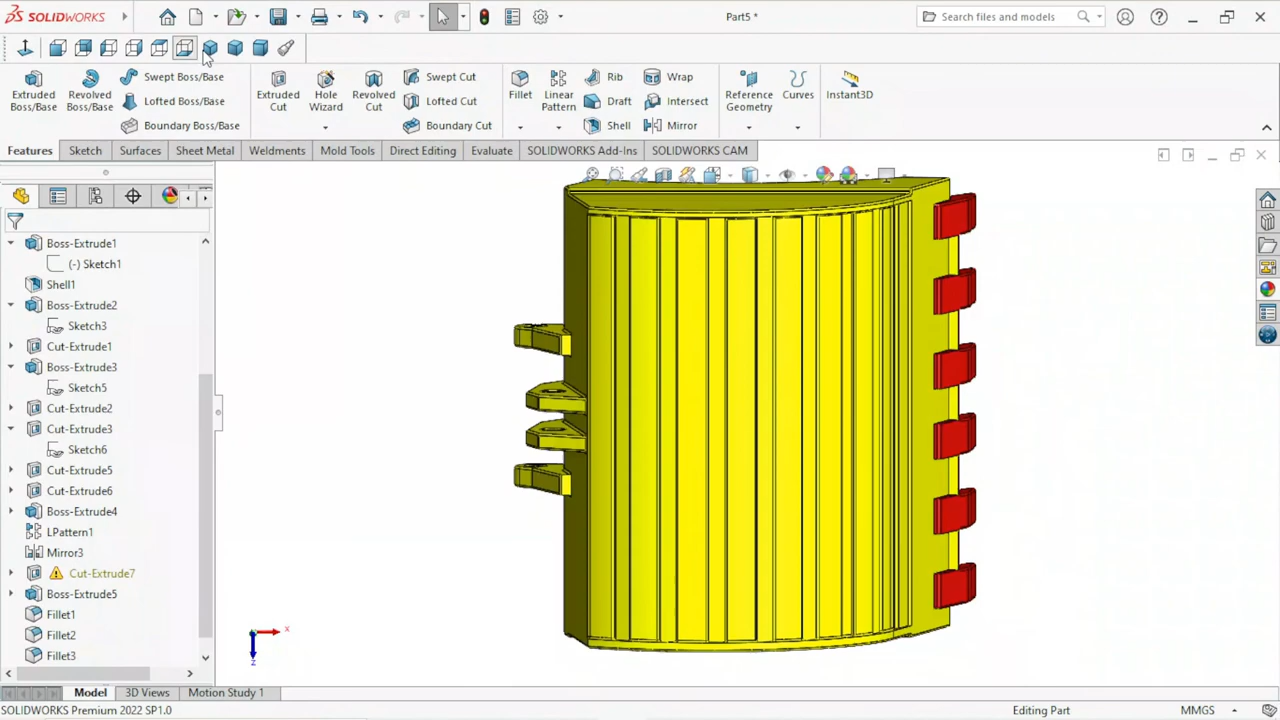 SOLIDWORKS
Part5 *
Search files and models
Extruded Boss/Base
Revolved Boss/Base
Swept Boss/Base
Lofted Boss/Base
Boundary Boss/Base
Extruded Cut
Hole Wizard
Revolved Cut
Swept Cut
Lofted Cut
Boundary Cut
Fillet
Linear Pattern
Rib
Draft
Shell
Wrap
Intersect
Mirror
Reference Geometry
Curves
Instant3D
Features
Sketch
Surfaces
Sheet Metal
Weldments
Mold Tools
Direct Editing
Evaluate
SOLIDWORKS Add-Ins
SOLIDWORKS CAM
Boss-Extrude1
(-) Sketch1
Shell1
Boss-Extrude2
Sketch3
Cut-Extrude1
Boss-Extrude3
Sketch5
Cut-Extrude2
Cut-Extrude3
Sketch6
Cut-Extrude5
Cut-Extrude6
Boss-Extrude4
LPattern1
Mirror3
Cut-Extrude7
Boss-Extrude5
Fillet1
Fillet2
Fillet3
x
z
Model
3D Views
Motion Study 1
SOLIDWORKS Premium 2022 SP1.0
Editing Part
MMGS